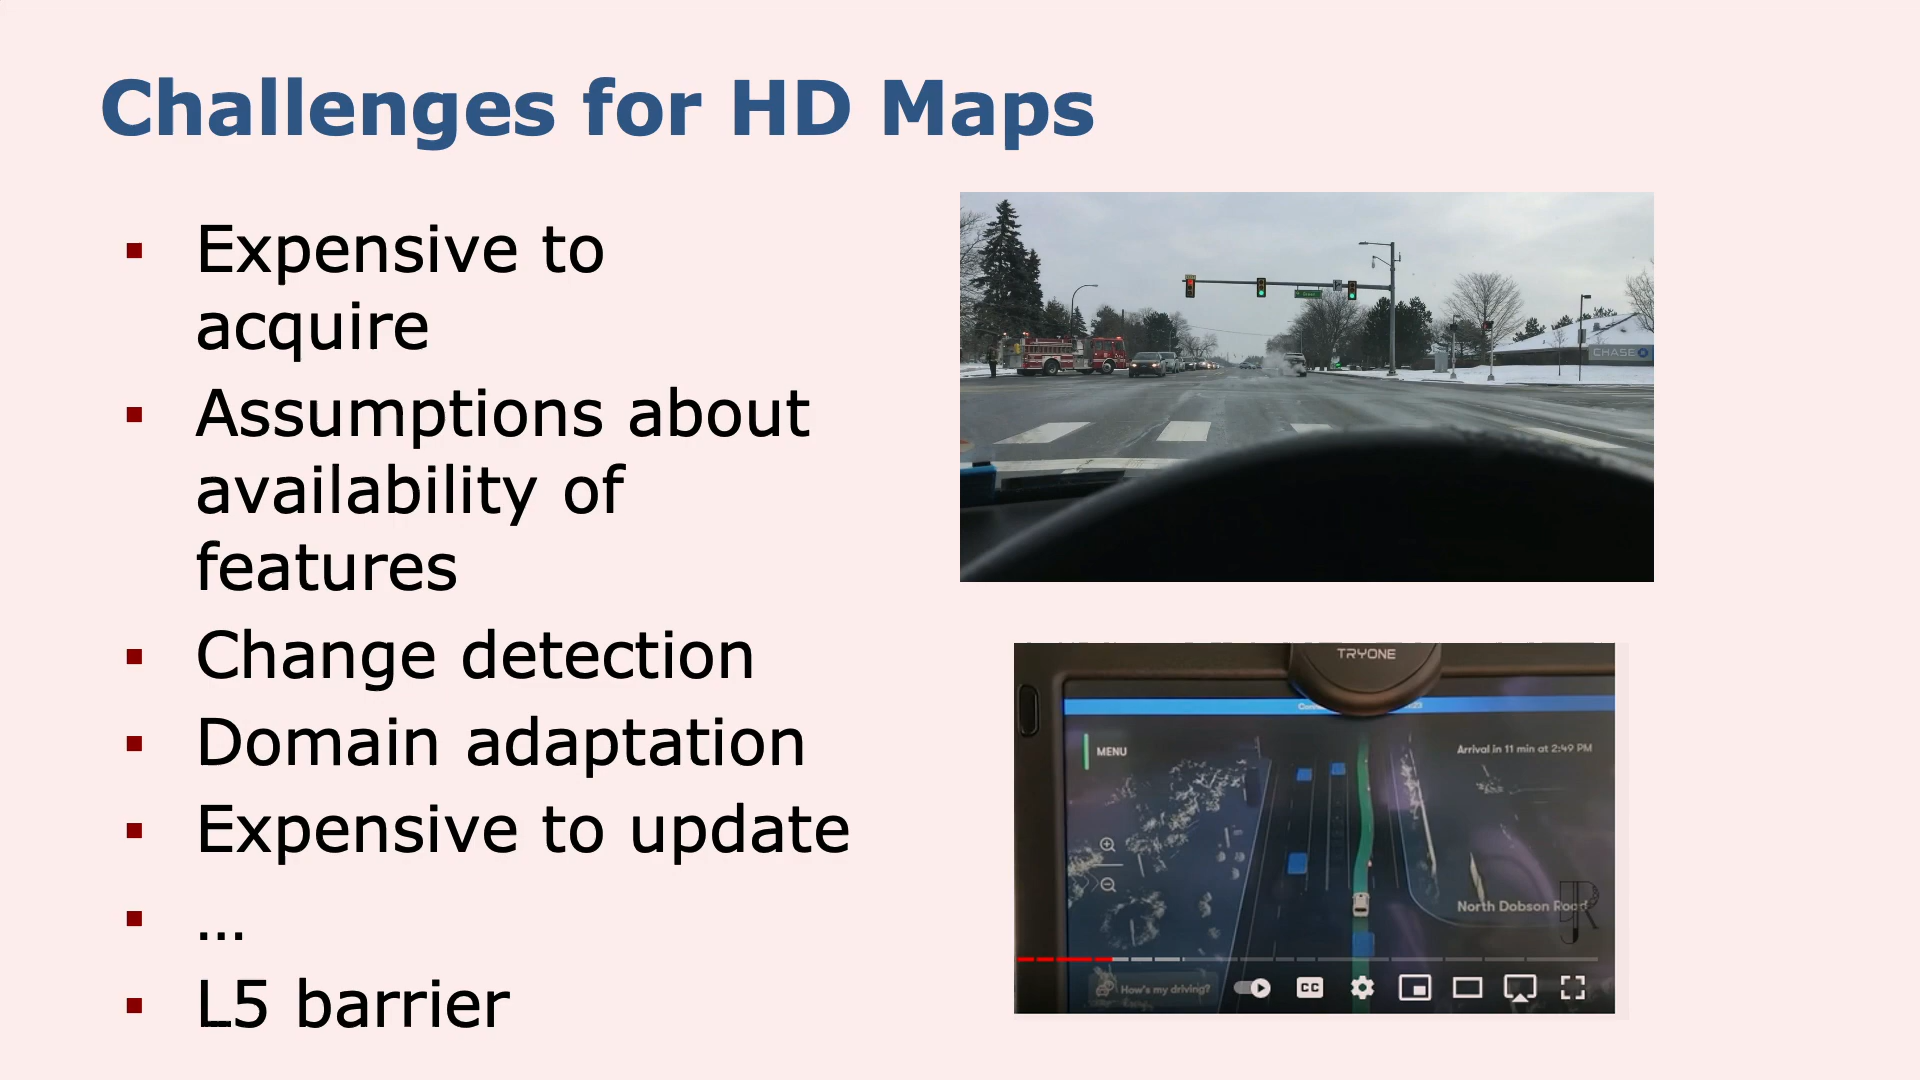 Challenges for HD Maps
Expensive to
acquire
Assumptions about
availability of
features
Change detection
Domain adaptation
Expensive to update
...
L5 barrier
CHASE
TRYONE
MENU
Arrival in 11 min at 2:49 PM
North Dobson Road
How's my driving?
CC